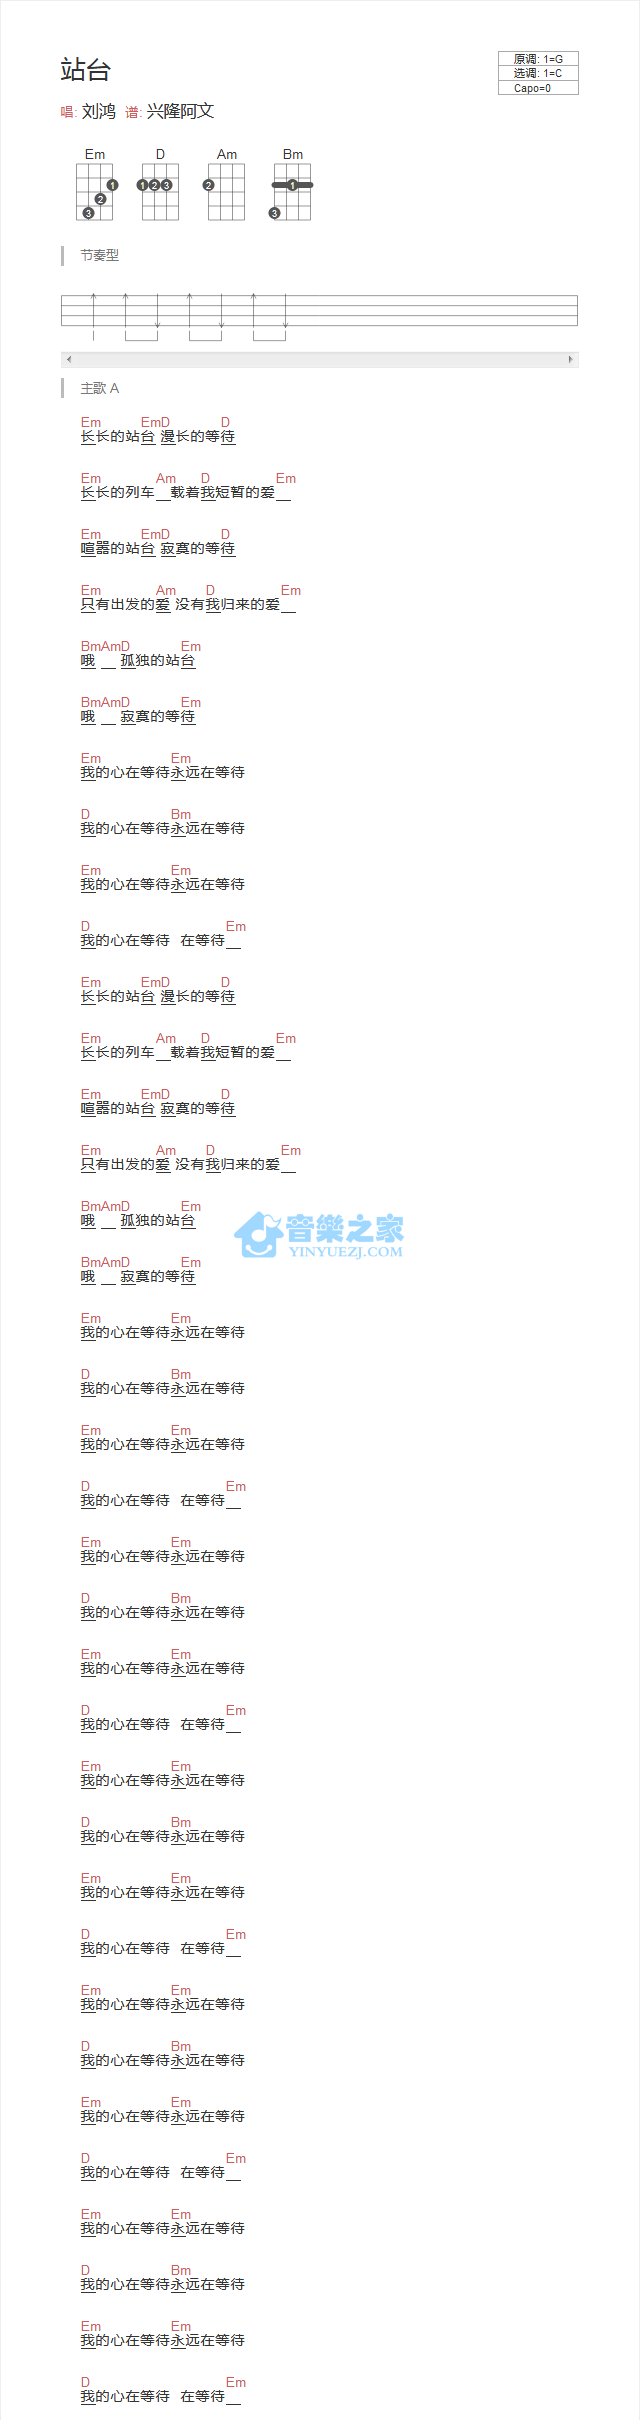 站台
原调: 1=G
选调: 1=C
Capo=0
唱: 刘鸿 谱: 兴隆阿文
Em D Am Bm
1 2 3 1 2 3 2 1 3
节奏型
主歌 A
Em EmD D
长长的站台 漫长的等待
Em Am D Em
长长的列车__载着我短暂的爱__
Em EmD D
喧嚣的站台 寂寞的等待
Em Am D Em
只有出发的爱 没有我归来的爱__
BmAmD Em
哦 __ 孤独的站台
BmAmD Em
哦 __ 寂寞的等待
Em Em
我的心在等待永远在等待
D Bm
我的心在等待永远在等待
Em Em
我的心在等待永远在等待
D Em
我的心在等待 在等待__
Em EmD D
长长的站台 漫长的等待
Em Am D Em
长长的列车__载着我短暂的爱__
Em EmD D
喧嚣的站台 寂寞的等待
Em Am D Em
只有出发的爱 没有我归来的爱__
BmAmD Em
哦 __ 孤独的站台
音樂之家
YINYUEZJ.COM
BmAmD Em
哦 __ 寂寞的等待
Em Em
我的心在等待永远在等待
D Bm
我的心在等待永远在等待
Em Em
我的心在等待永远在等待
D Em
我的心在等待 在等待__
Em Em
我的心在等待永远在等待
D Bm
我的心在等待永远在等待
Em Em
我的心在等待永远在等待
D Em
我的心在等待 在等待__
Em Em
我的心在等待永远在等待
D Bm
我的心在等待永远在等待
Em Em
我的心在等待永远在等待
D Em
我的心在等待 在等待__
Em Em
我的心在等待永远在等待
D Bm
我的心在等待永远在等待
Em Em
我的心在等待永远在等待
D Em
我的心在等待 在等待__
Em Em
我的心在等待永远在等待
D Bm
我的心在等待永远在等待
Em Em
我的心在等待永远在等待
D Em
我的心在等待 在等待__